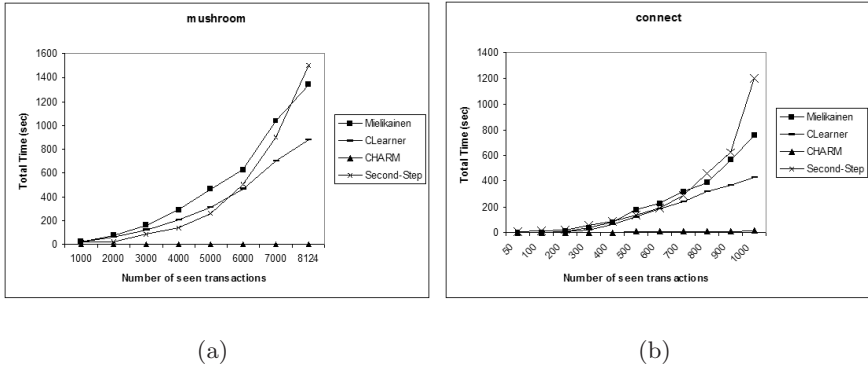 mushroom
1600
1400
1200
1000
800
600
400
200
0
Total Time (sec)
1000 2000 3000 4000 5000 6000 7000 8124
Number of seen transactions
Mielikainen
CLearner
CHARM
Second-Step
(a)
connect
1400
1200
1000
800
600
400
200
0
Total Time (sec)
50 100 200 300 400 500 600 700 800 900 1000
Number of seen transactions
Mielikainen
CLearner
CHARM
Second-Step
(b)